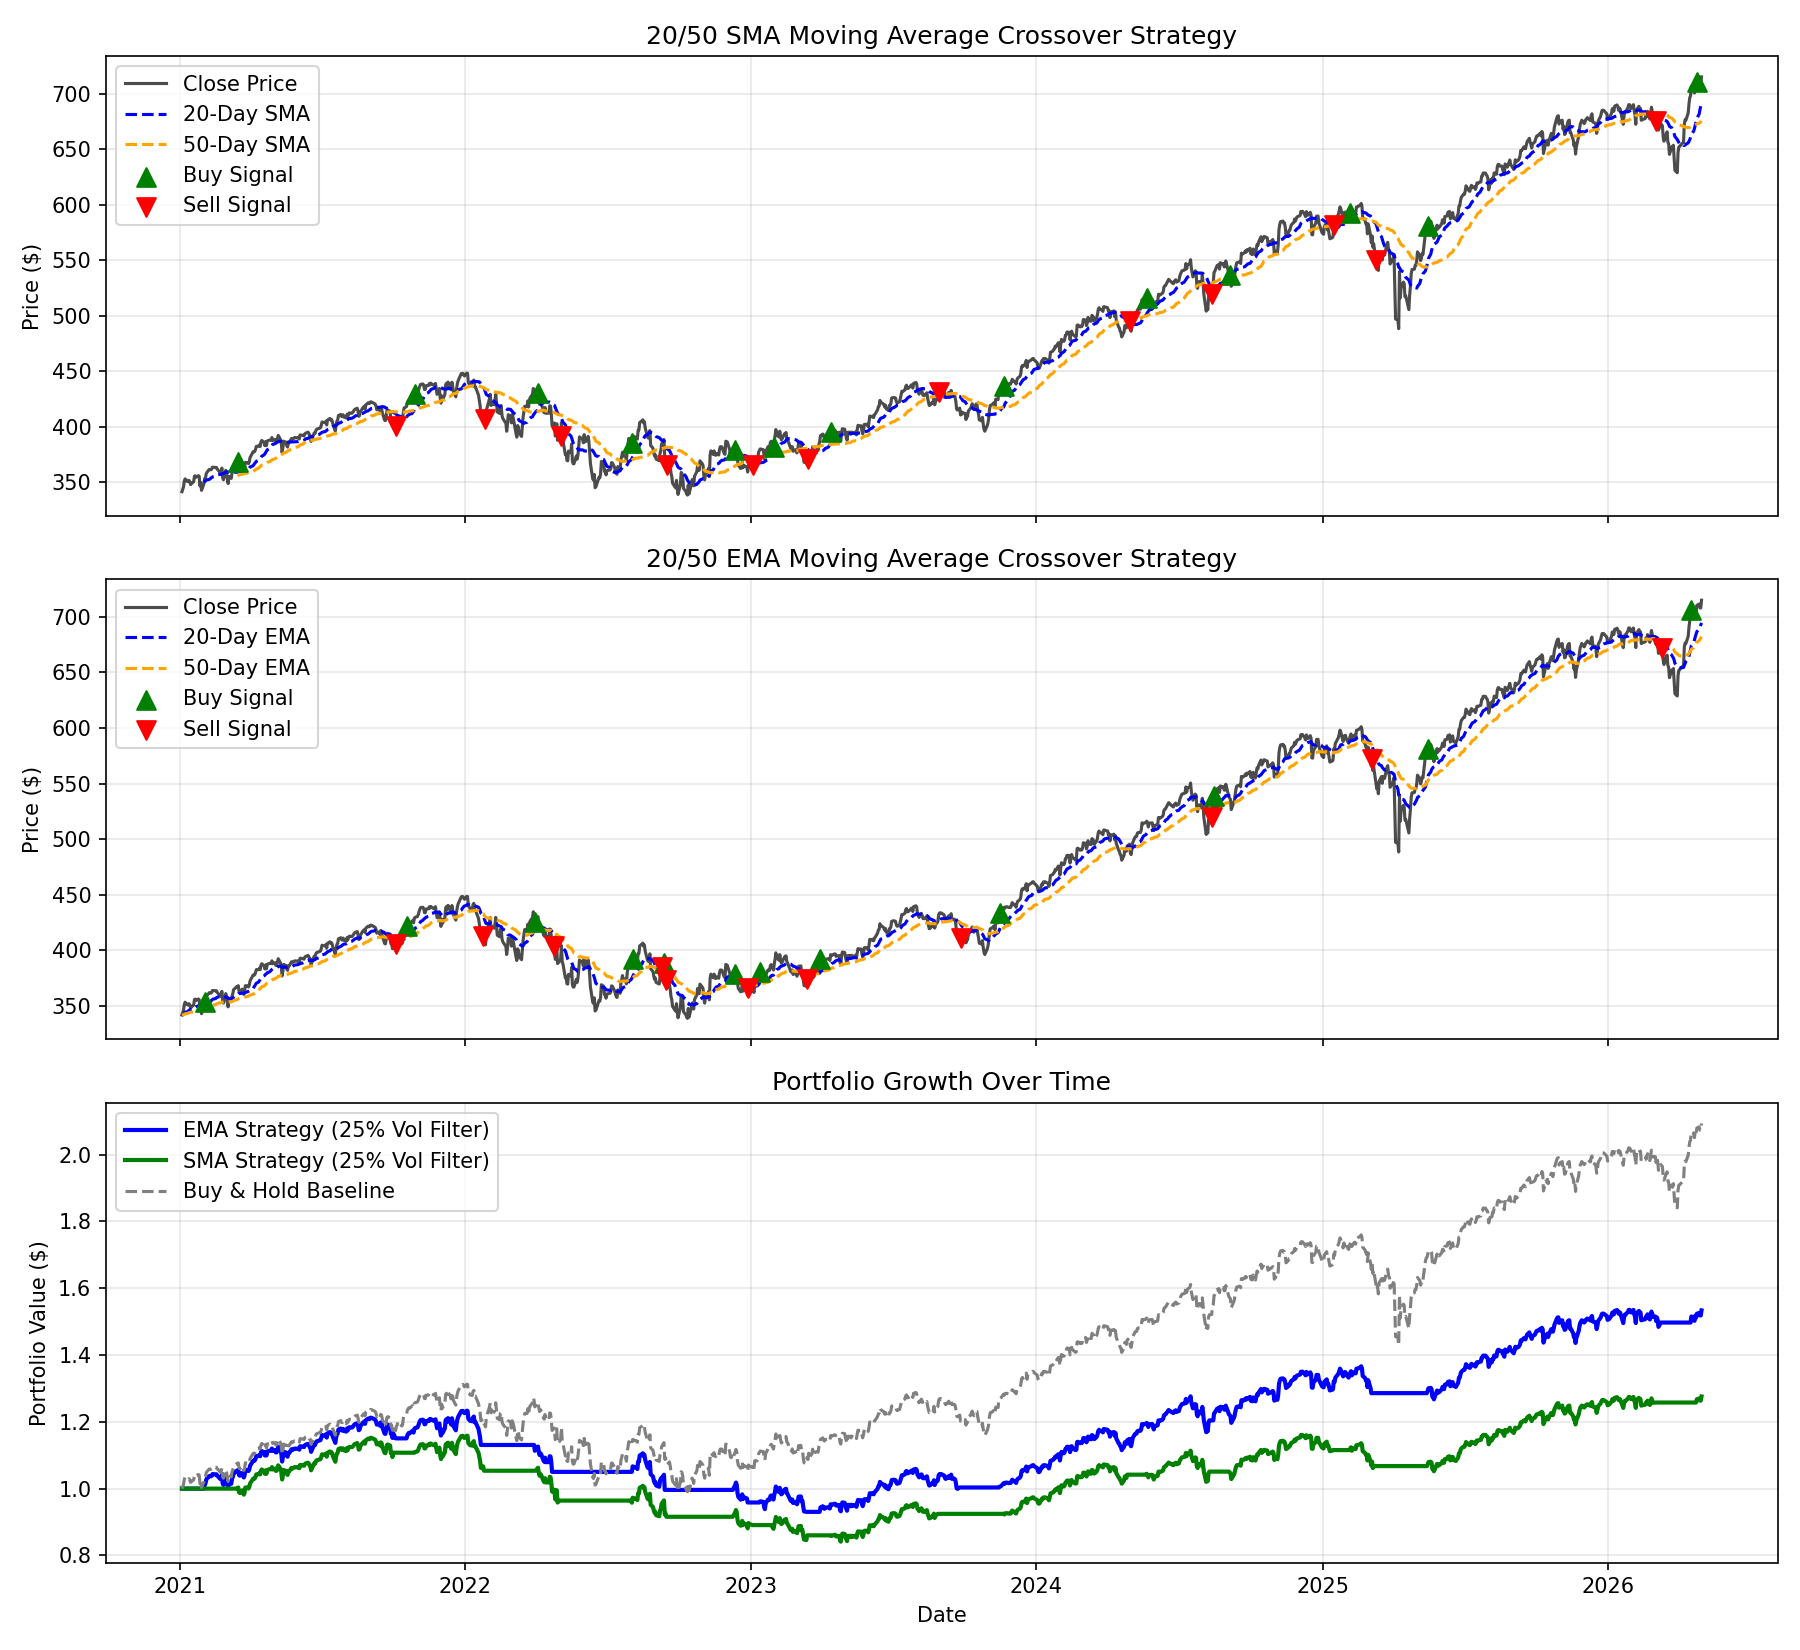 20/50 SMA Moving Average Crossover Strategy
Close Price
20-Day SMA
50-Day SMA
Buy Signal
Sell Signal
Price ($)
700
650
600
550
500
450
400
350
20/50 EMA Moving Average Crossover Strategy
Close Price
20-Day EMA
50-Day EMA
Buy Signal
Sell Signal
Price ($)
700
650
600
550
500
450
400
350
Portfolio Growth Over Time
EMA Strategy (25% Vol Filter)
SMA Strategy (25% Vol Filter)
Buy & Hold Baseline
Portfolio Value ($)
2.0
1.8
1.6
1.4
1.2
1.0
0.8
2021 2022 2023 2024 2025 2026
Date